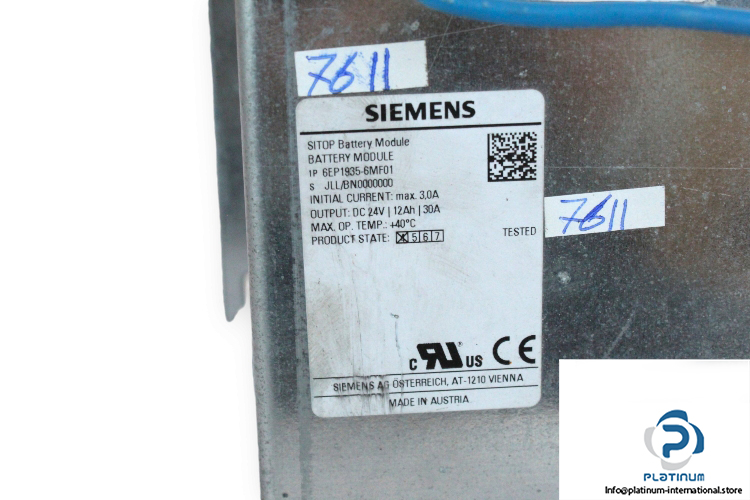 7611
SIEMENS
SITOP Battery Module
BATTERY MODULE
1P 6EP1935-6MF01
S JLL/BN0000000
INITIAL CURRENT: max. 3,0A
OUTPUT: DC 24V | 12Ah | 30A
MAX. OP. TEMP.: +40°C
PRODUCT STATE: X 5 6 7
TESTED
7611
c RU US CE
SIEMENS AG ÖSTERREICH, AT-1210 VIENNA
MADE IN AUSTRIA
PLATINUM
Info@platinum-international.store